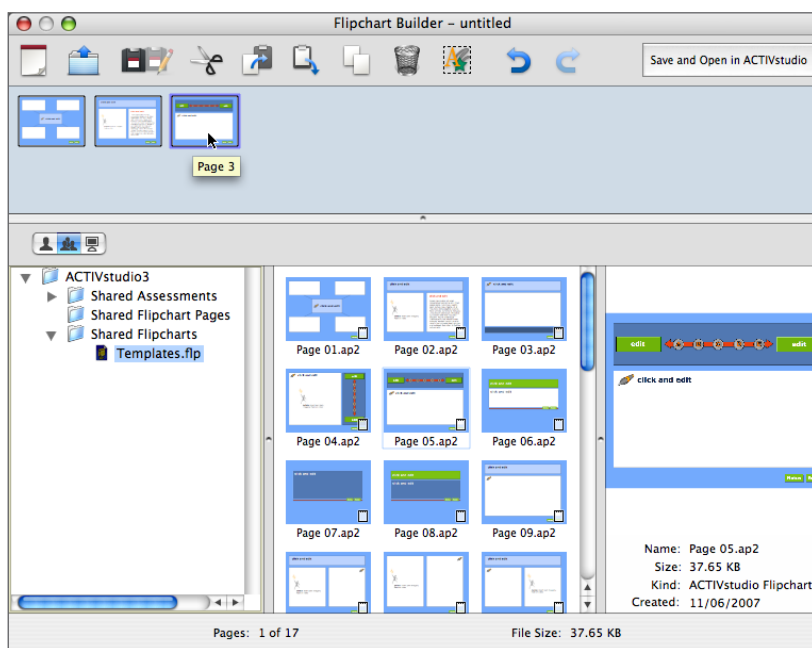 Flipchart Builder – untitled
Save and Open in ACTIVstudio
Page 3
ACTIVstudio3
Shared Assessments
Shared Flipchart Pages
Shared Flipcharts
Templates.flp
Page 01.ap2
Page 02.ap2
Page 03.ap2
Page 04.ap2
Page 05.ap2
Page 06.ap2
Page 07.ap2
Page 08.ap2
Page 09.ap2
edit
edit
click and edit
Name: Page 05.ap2
Size: 37.65 KB
Kind: ACTIVstudio Flipchart
Created: 11/06/2007
Pages: 1 of 17
File Size: 37.65 KB